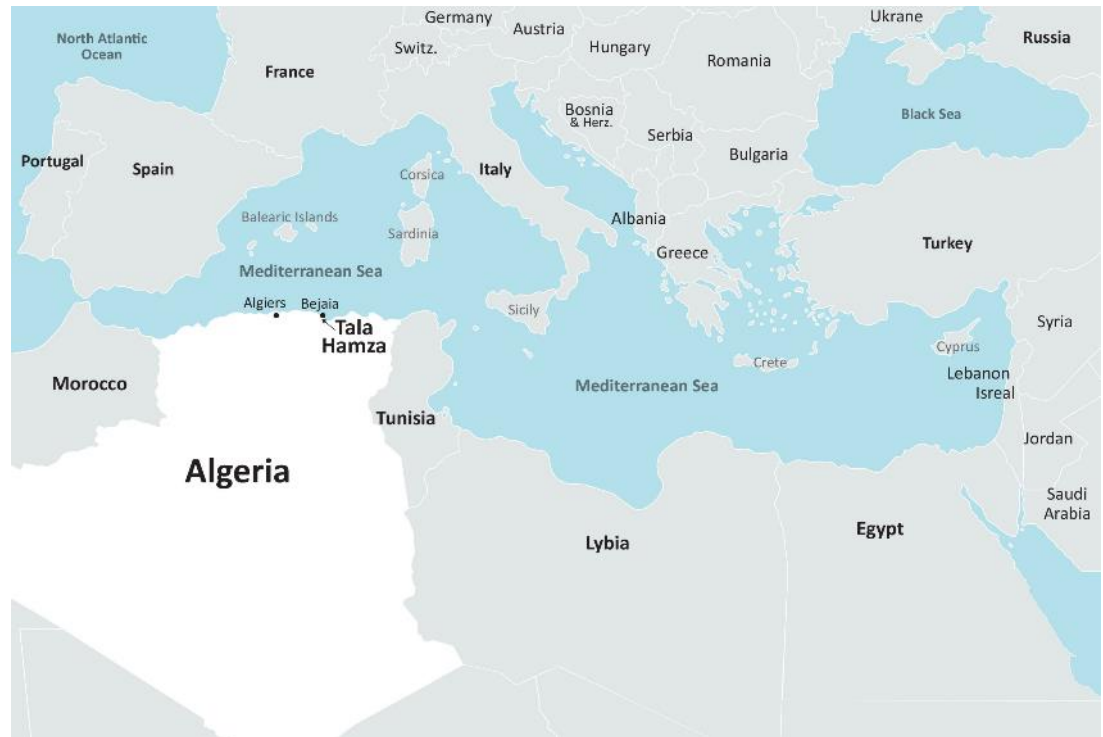 Germany
Ukrane
North Atlantic
Ocean
Austria
Switz.
Hungary
Russia
France
Romania
Bosnia
& Herz.
Black Sea
Serbia
Portugal
Spain
Italy
Bulgaria
Corsica
Balearic Islands
Sardinia
Albania
Greece
Turkey
Mediterranean Sea
Algiers
Bejaia
Sicily
Tala
Hamza
Syria
Cyprus
Crete
Lebanon
Morocco
Mediterranean Sea
Isreal
Tunisia
Jordan
Algeria
Saudi
Arabia
Egypt
Lybia